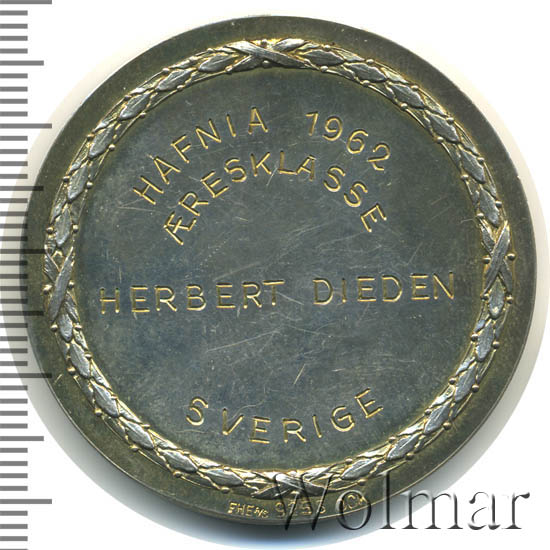 HAFNIA 1962
ÆRESKLASSE
HERBERT DIEDEN
SVERIGE
Wolmar